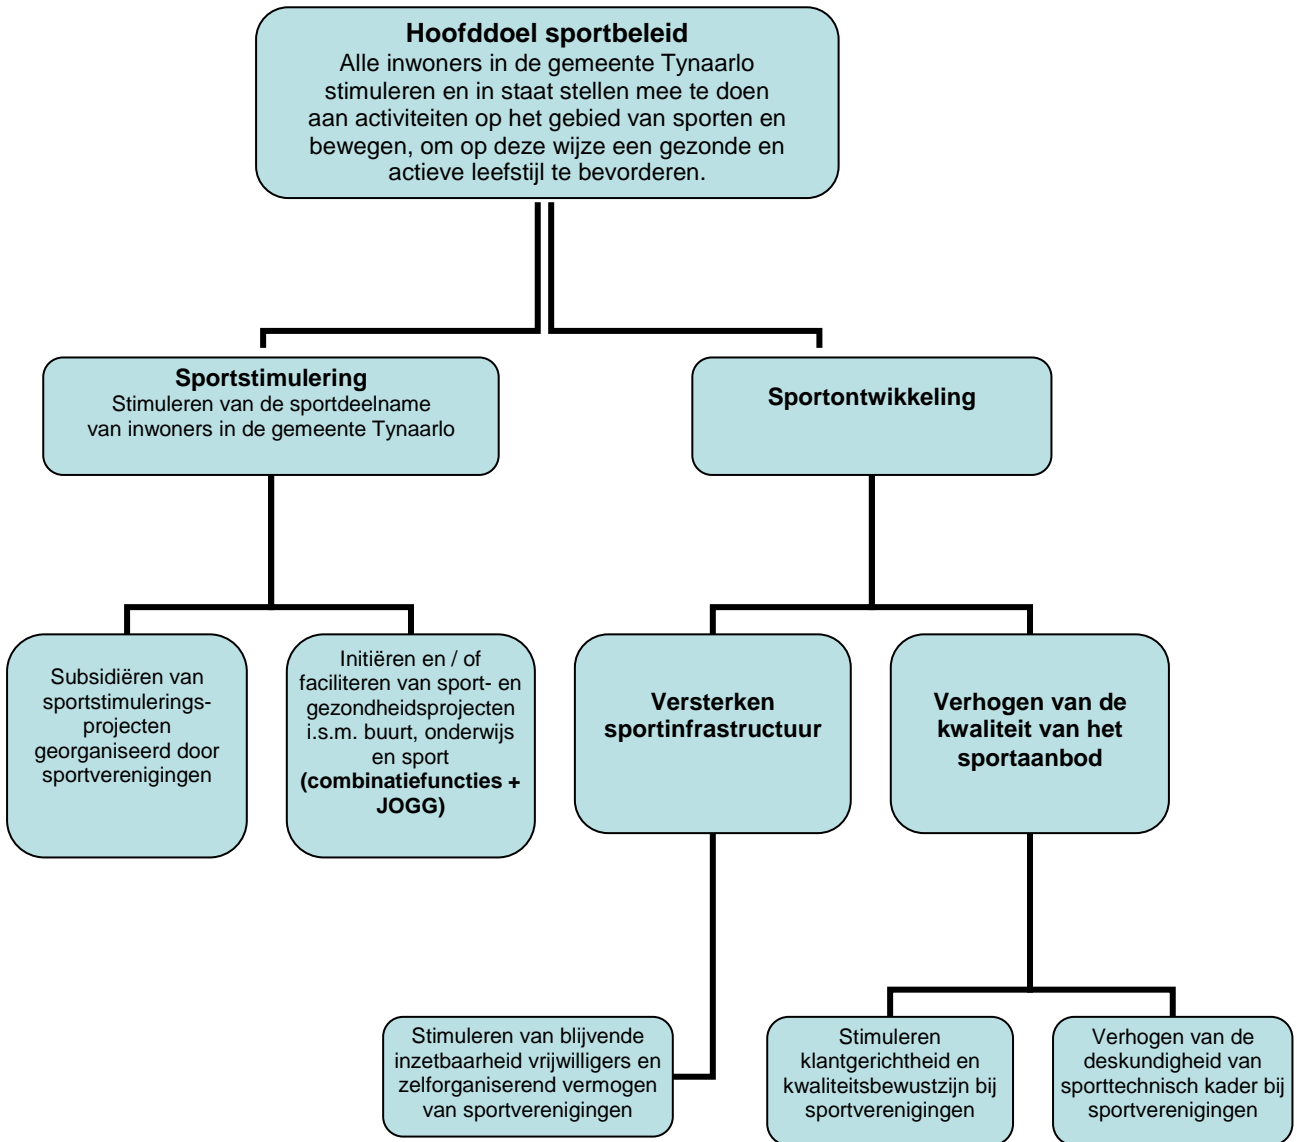 Hoofddoel sportbeleid
Alle inwoners in de gemeente Tynaarlo
stimuleren en in staat stellen mee te doen
aan activiteiten op het gebied van sporten en
bewegen, om op deze wijze een gezonde en
actieve leefstijl te bevorderen.
Sportstimulering
Stimuleren van de sportdeelname
van inwoners in de gemeente Tynaarlo
Sportontwikkeling
Subsidiëren van
sportstimulerings-
projecten
georganiseerd door
sportverenigingen
Initiëren en / of
faciliteren van sport- en
gezondheidsprojecten
i.s.m. buurt, onderwijs
en sport
(combinatiefuncties +
JOGG)
Versterken
sportinfrastructuur
Verhogen van de
kwaliteit van het
sportaanbod
Stimuleren van blijvende
inzetbaarheid vrijwilligers en
zelforganiserend vermogen
van sportverenigingen
Stimuleren
klantgerichtheid en
kwaliteitsbewustzijn bij
sportverenigingen
Verhogen van de
deskundigheid van
sporttechnisch kader bij
sportverenigingen